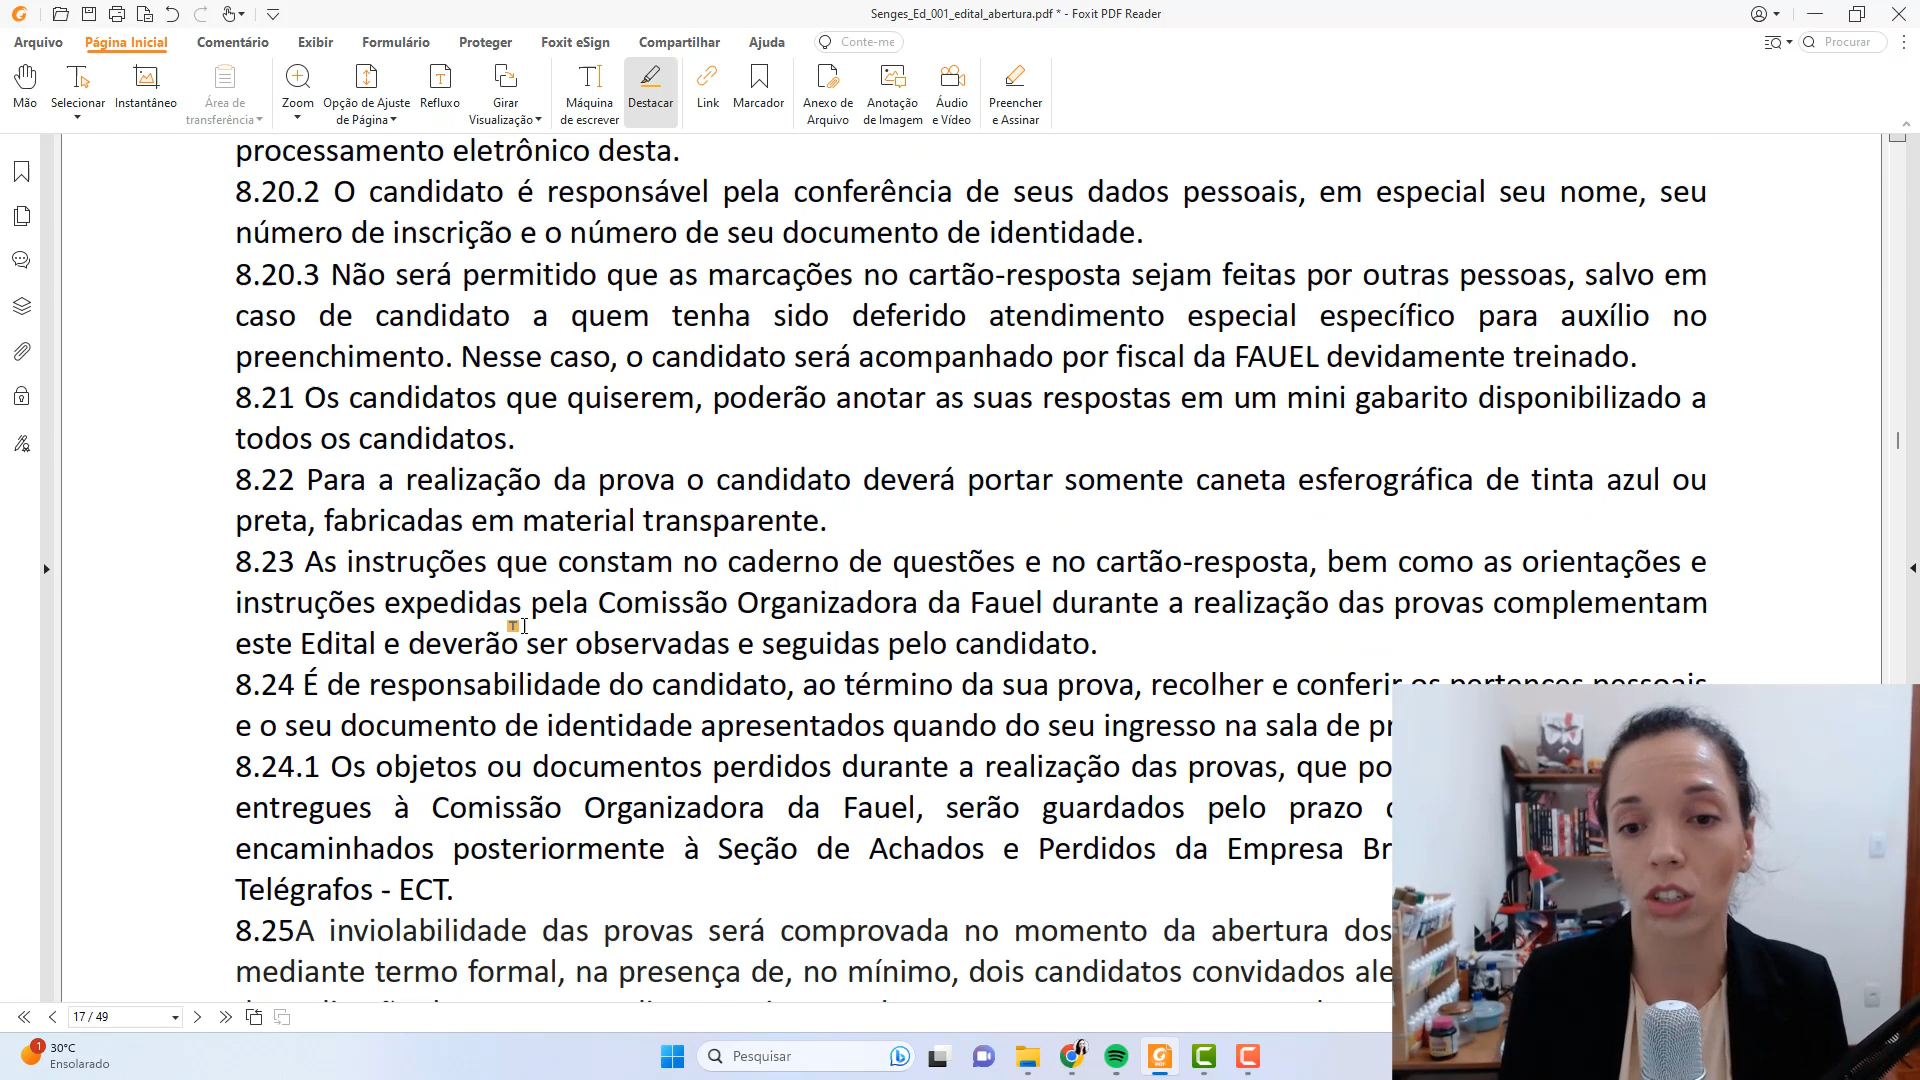 Senges_Ed_001_edital_abertura.pdf * - Foxit PDF Reader
Arquivo Página Inicial Comentário Exibir Formulário Proteger Foxit eSign Compartilhar Ajuda Conte-me Procurar
Mão Selecionar Instantâneo Área de transferência Zoom Opção de Ajuste de Página Refluxo Girar Visualização Máquina de escrever Destacar Link Marcador Anexo de Arquivo Anotação de Imagem Áudio e Vídeo Preencher e Assinar
processamento eletrônico desta.
8.20.2 O candidato é responsável pela conferência de seus dados pessoais, em especial seu nome, seu
número de inscrição e o número de seu documento de identidade.
8.20.3 Não será permitido que as marcações no cartão-resposta sejam feitas por outras pessoas, salvo em
caso de candidato a quem tenha sido deferido atendimento especial específico para auxílio no
preenchimento. Nesse caso, o candidato será acompanhado por fiscal da FAUEL devidamente treinado.
8.21 Os candidatos que quiserem, poderão anotar as suas respostas em um mini gabarito disponibilizado a
todos os candidatos.
8.22 Para a realização da prova o candidato deverá portar somente caneta esferográfica de tinta azul ou
preta, fabricadas em material transparente.
8.23 As instruções que constam no caderno de questões e no cartão-resposta, bem como as orientações e
instruções expedidas pela Comissão Organizadora da Fauel durante a realização das provas complementam
este Edital e deverão ser observadas e seguidas pelo candidato.
8.24 É de responsabilidade do candidato, ao término da sua prova, recolher e conferir os pertences pessoais
e o seu documento de identidade apresentados quando do seu ingresso na sala de
8.24.1 Os objetos ou documentos perdidos durante a realização das provas, que
entregues à Comissão Organizadora da Fauel, serão guardados pelo prazo
encaminhados posteriormente à Seção de Achados e Perdidos da Empresa
Telégrafos - ECT.
8.25A inviolabilidade das provas será comprovada no momento da abertura dos
mediante termo formal, na presença de, no mínimo, dois candidatos convidados
17 / 49
1
30°C
Ensolarado
Pesquisar